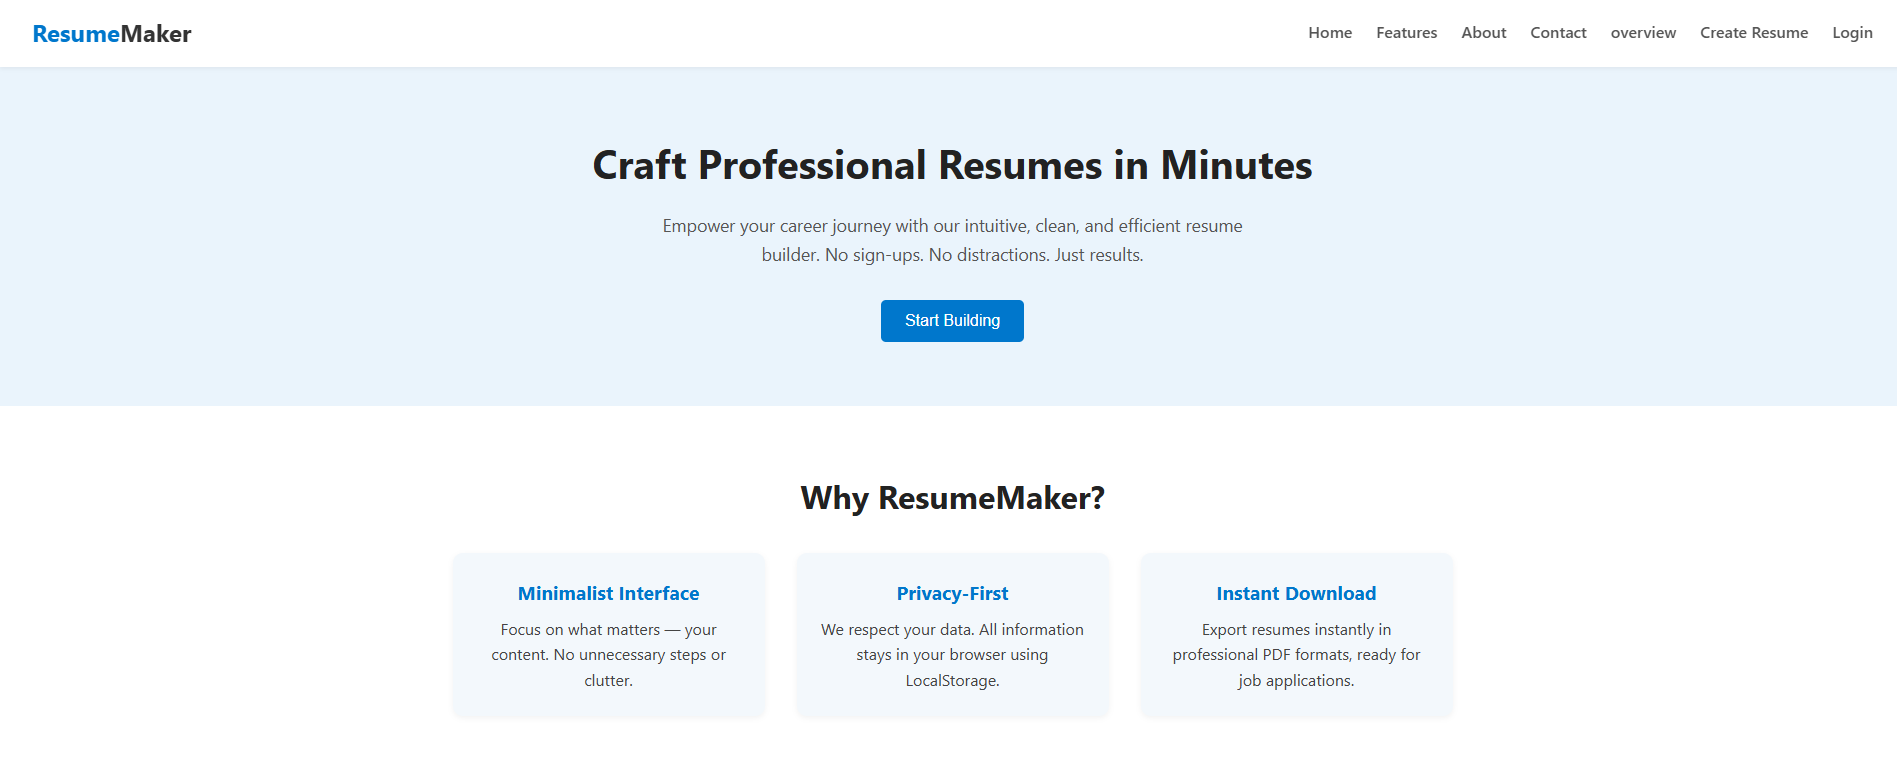 ResumeMaker
Home Features About Contact overview Create Resume Login
Craft Professional Resumes in Minutes
Empower your career journey with our intuitive, clean, and efficient resume
builder. No sign-ups. No distractions. Just results.
Start Building
Why ResumeMaker?
Minimalist Interface
Focus on what matters — your
content. No unnecessary steps or
clutter.
Privacy-First
We respect your data. All information
stays in your browser using
LocalStorage.
Instant Download
Export resumes instantly in
professional PDF formats, ready for
job applications.